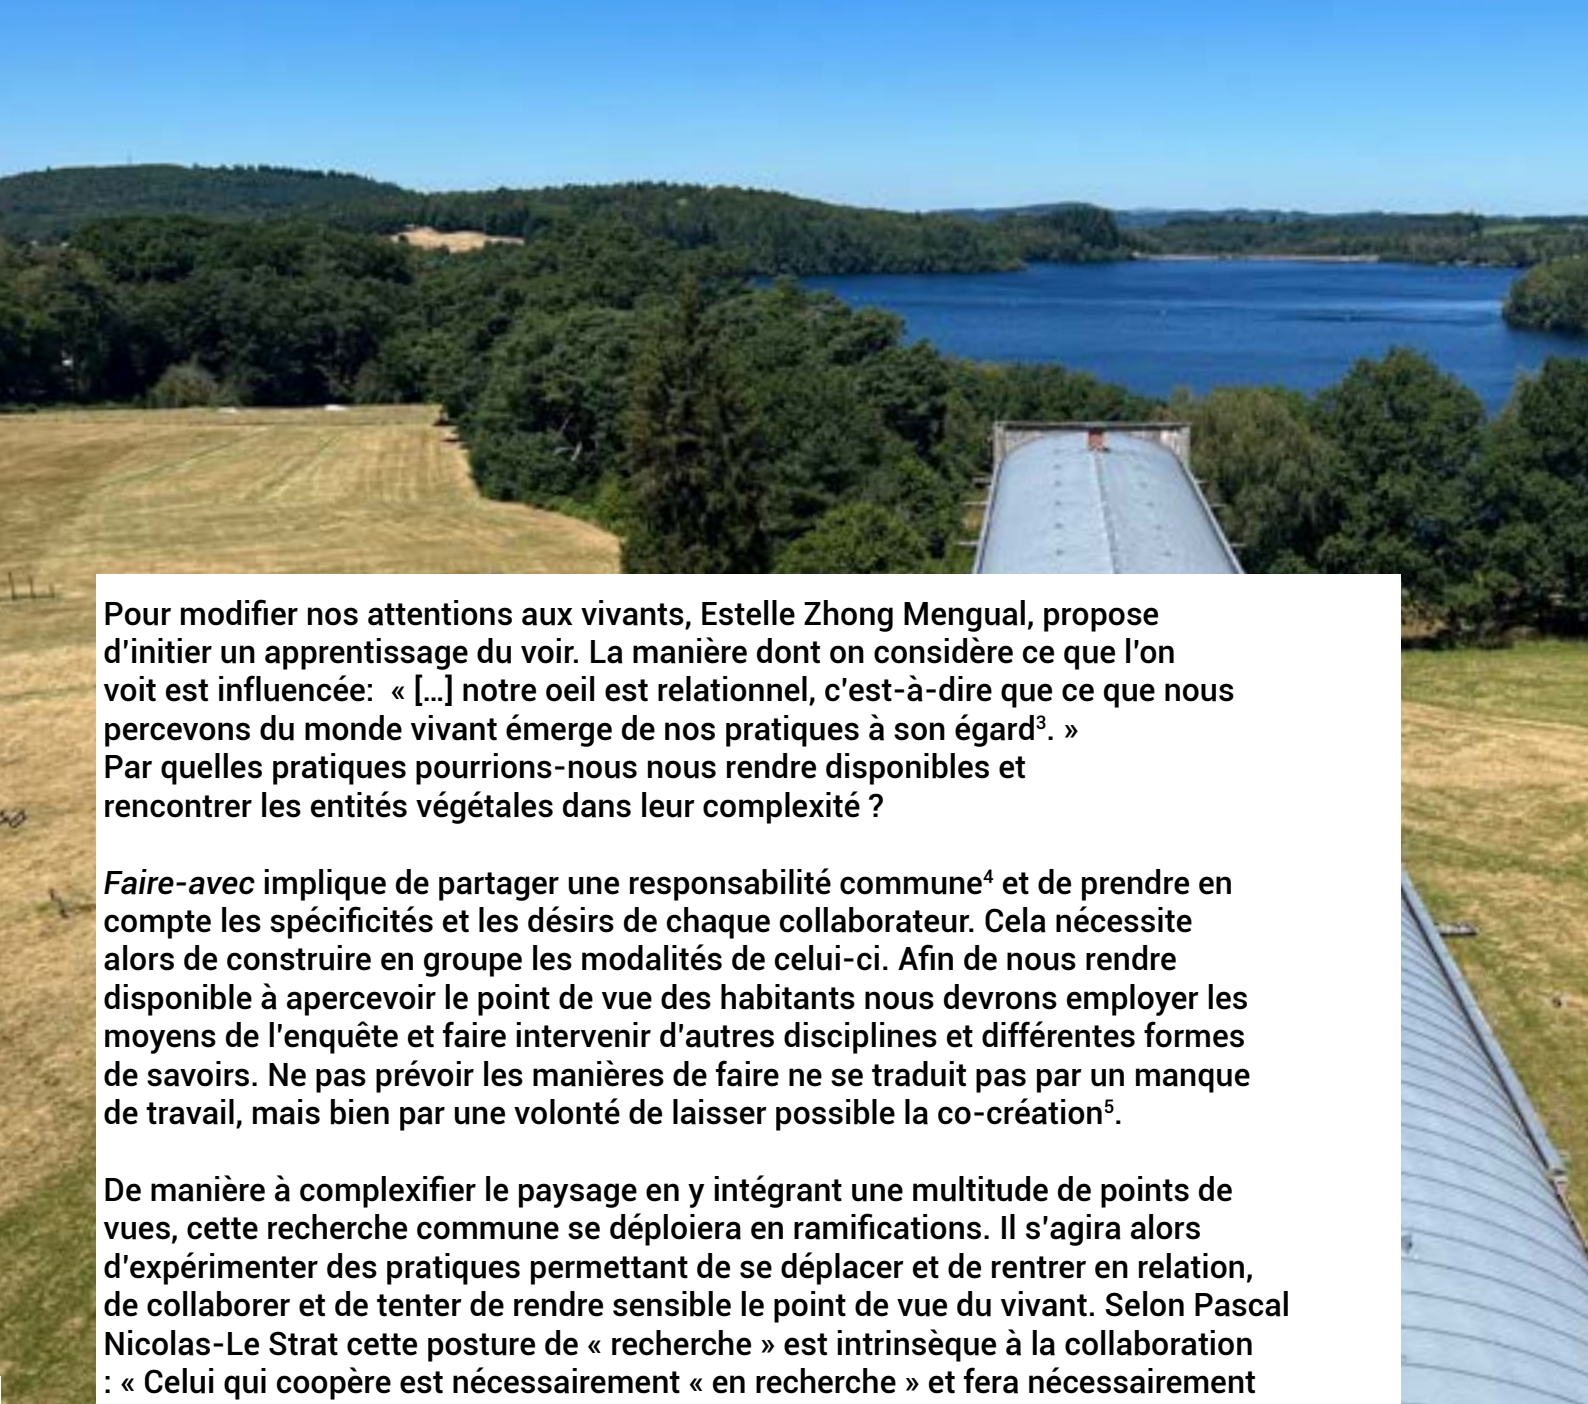 Pour modifier nos attentions aux vivants, Estelle Zhong Mengual, propose
d'initier un apprentissage du voir. La manière dont on considère ce que l'on
voit est influencée:  « […] notre oeil est relationnel, c'est-à-dire que ce que nous
percevons du monde vivant émerge de nos pratiques à son égard³. »
Par quelles pratiques pourrions-nous nous rendre disponibles et
rencontrer les entités végétales dans leur complexité ?

Faire-avec implique de partager une responsabilité commune⁴ et de prendre en
compte les spécificités et les désirs de chaque collaborateur. Cela nécessite
alors de construire en groupe les modalités de celui-ci. Afin de nous rendre
disponible à apercevoir le point de vue des habitants nous devrons employer les
moyens de l'enquête et faire intervenir d'autres disciplines et différentes formes
de savoirs. Ne pas prévoir les manières de faire ne se traduit pas par un manque
de travail, mais bien par une volonté de laisser possible la co-création⁵.

De manière à complexifier le paysage en y intégrant une multitude de points de
vues, cette recherche commune se déploiera en ramifications. Il s'agira alors
d'expérimenter des pratiques permettant de se déplacer et de rentrer en relation,
de collaborer et de tenter de rendre sensible le point de vue du vivant. Selon Pascal
Nicolas-Le Strat cette posture de « recherche » est intrinsèque à la collaboration
: « Celui qui coopère est nécessairement « en recherche » et fera nécessairement